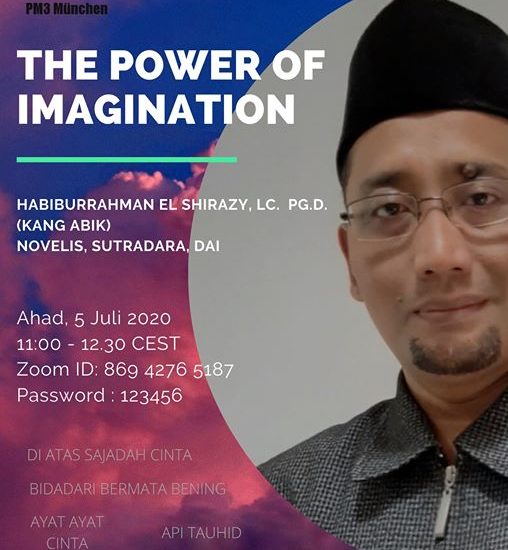 PM3 München
THE POWER OF
IMAGINATION
HABIBURRAHMAN EL SHIRAZY, LC. PG.D.
(KANG ABIK)
NOVELIS, SUTRADARA, DAI
Ahad, 5 Juli 2020
11:00 - 12.30 CEST
Zoom ID: 869 4276 5187
Password : 123456
DI ATAS SAJADAH CINTA
BIDADARI BERMATA BENING
AYAT AYAT
CINTA
API TAUHID